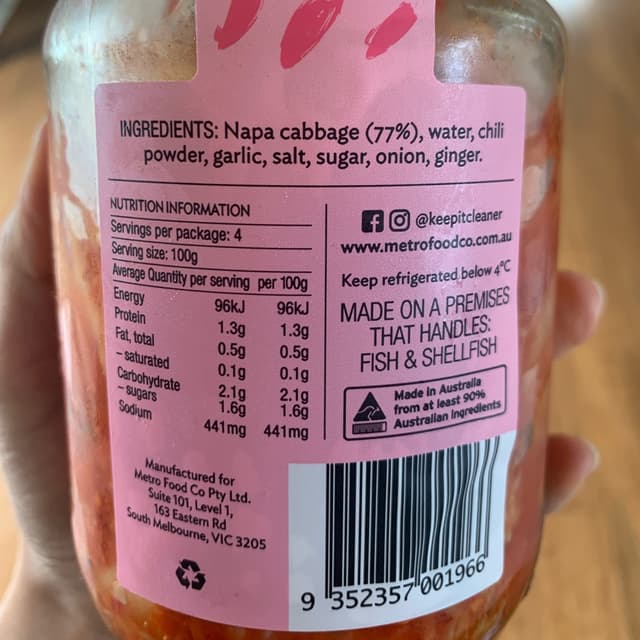 INGREDIENTS: Napa cabbage (77%), water, chili
powder, garlic, salt, sugar, onion, ginger.
NUTRITION INFORMATION
Servings per package: 4
Serving size: 100g
Average Quantity per serving per 100g
Energy 96kJ 96kJ
Protein 1.3g 1.3g
Fat, total 0.5g 0.5g
– saturated 0.1g 0.1g
Carbohydrate 2.1g 2.1g
– sugars 1.6g 1.6g
Sodium 441mg 441mg
@keepitcleaner
www.metrofoodco.com.au
Keep refrigerated below 4°C
MADE ON A PREMISES
THAT HANDLES:
FISH & SHELLFISH
Made in Australia
from at least 90%
Australian ingredients
Manufactured for
Metro Food Co Pty Ltd.
Suite 101, Level 1,
163 Eastern Rd
South Melbourne, VIC 3205
9 352357 001966